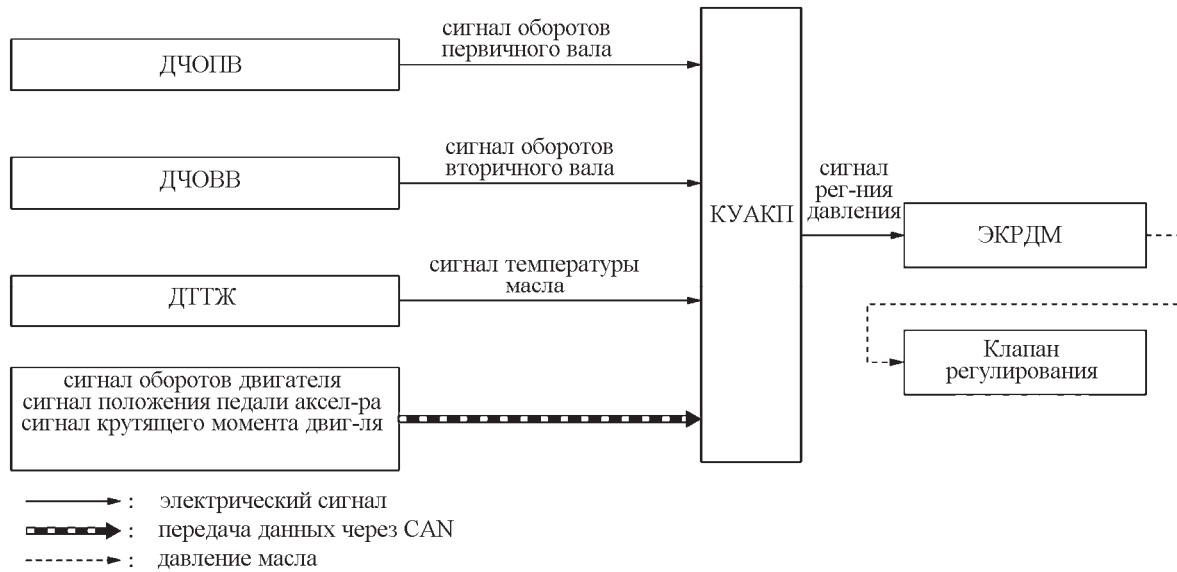 сигнал оборотов
первичного вала
ДЧОПВ
сигнал оборотов
вторичного вала
ДЧОВВ
сигнал температуры
масла
ДТТЖ
сигнал оборотов двигателя
сигнал положения педали аксел-ра
сигнал крутящего момента двиг-ля
КУАКП
сигнал
рег-ния
давления
ЭКРДМ
Клапан
регулирования
: электрический сигнал
: передача данных через CAN
: давление масла